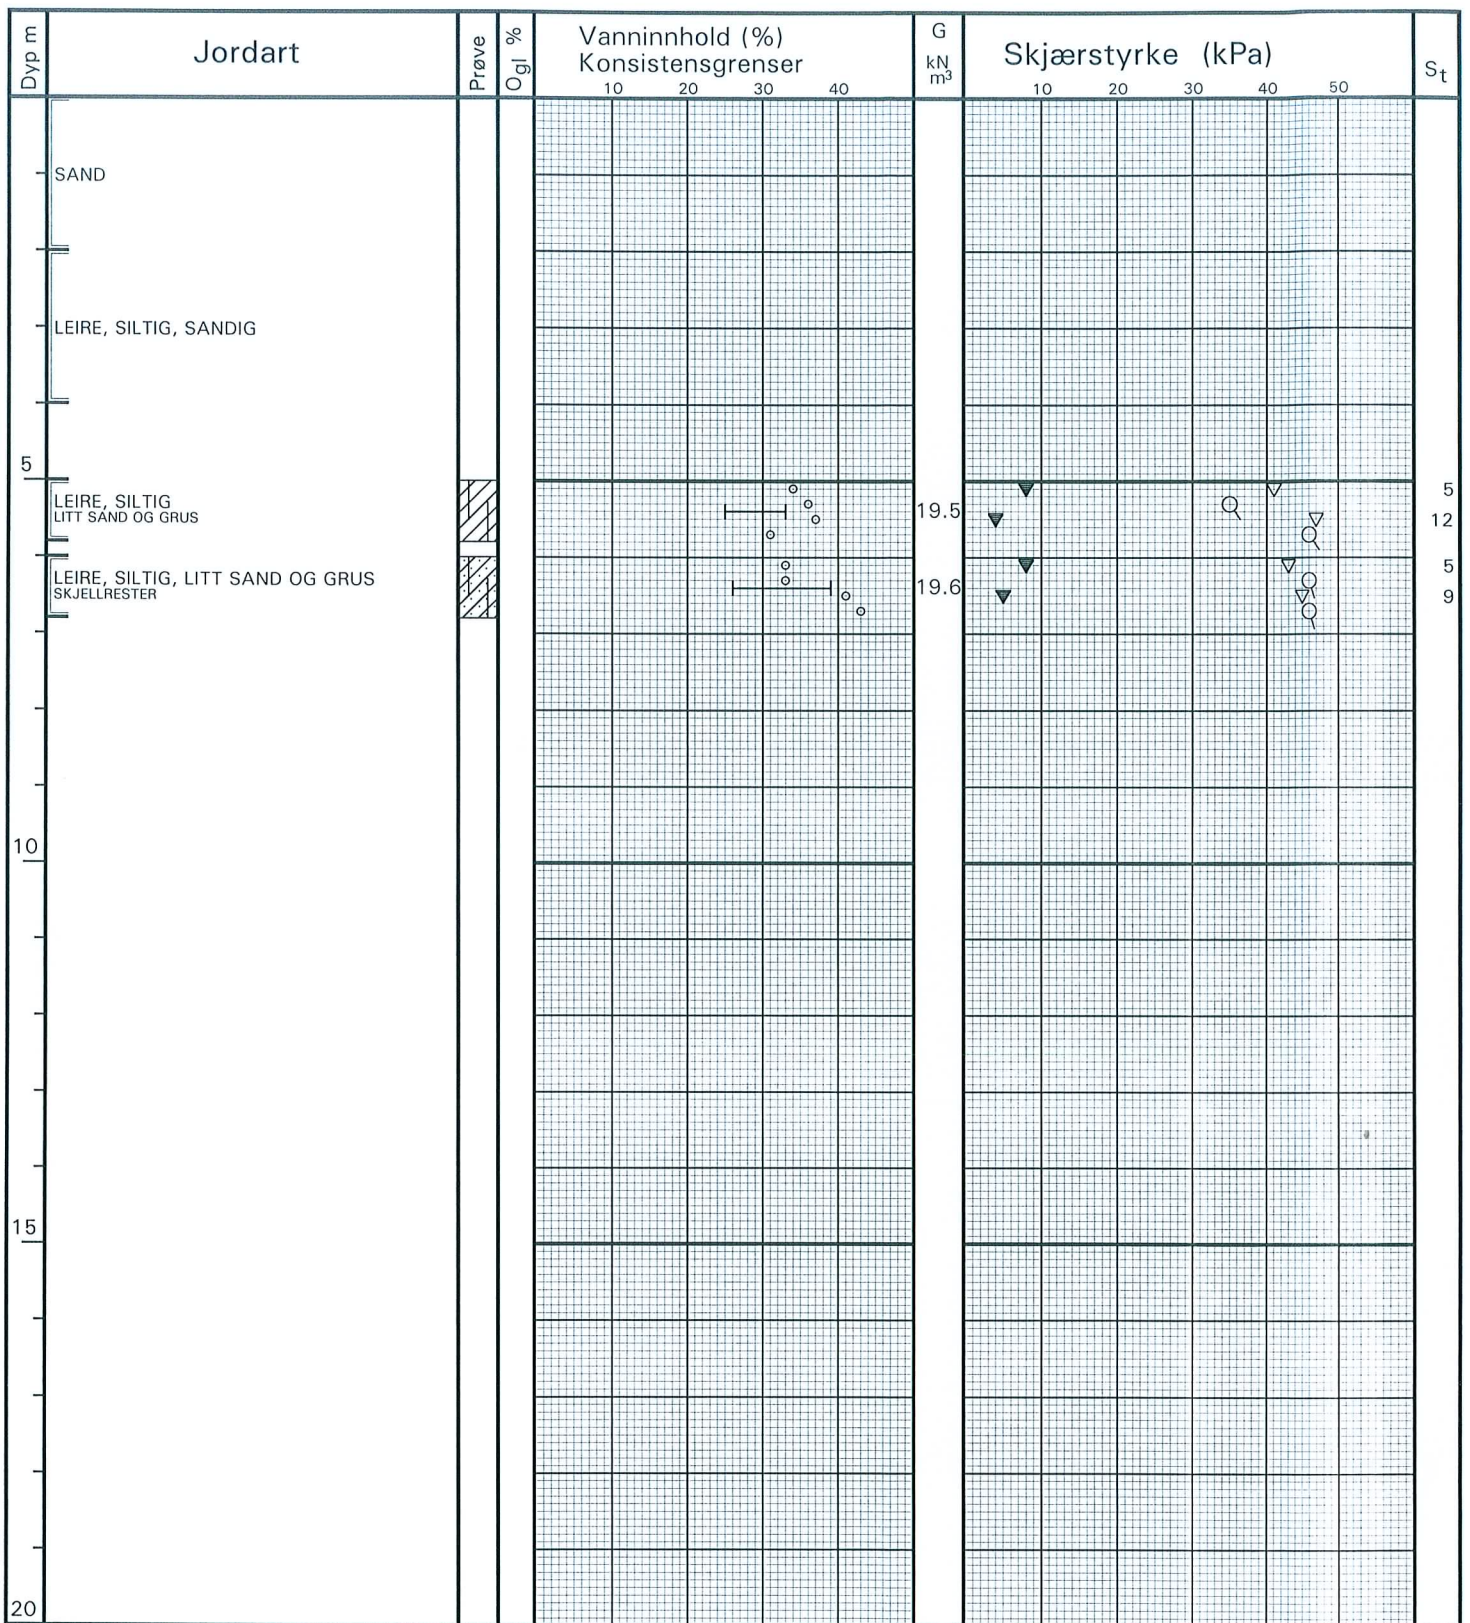 Dyp m
Jordart
Prøve
Ogl %
Vanninnhold (%)
Konsistensgrenser
10 20 30 40
G
kN
m³
Skjærstyrke (kPa)
10 20 30 40 50
St
SAND
LEIRE, SILTIG, SANDIG
5
LEIRE, SILTIG
LITT SAND OG GRUS
19.5
5
12
LEIRE, SILTIG, LITT SAND OG GRUS
SKJELLRESTER
19.6
5
9
10
15
20